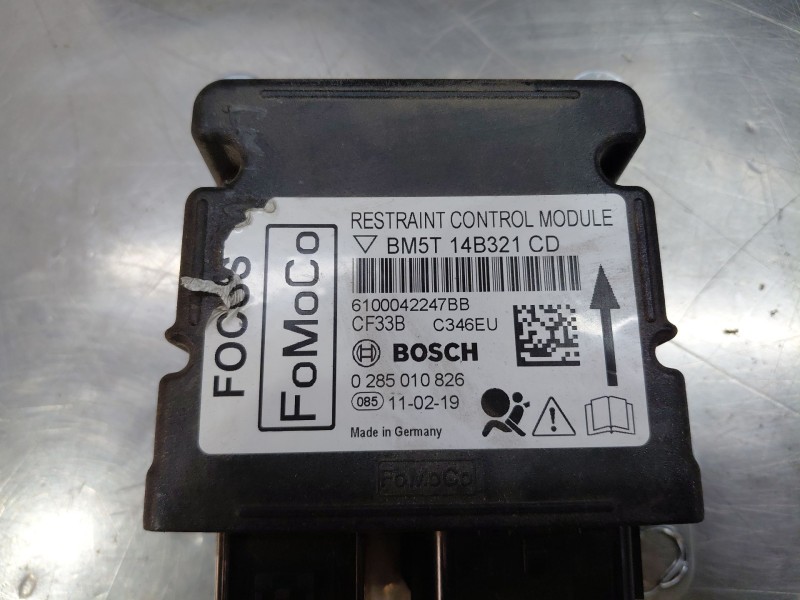 RESTRAINT CONTROL MODULE
BM5T 14B321 CD
6100042247BB
CF33B C346EU
BOSCH
0 285 010 826
085 11-02-19
Made in Germany
FOCUS
FoMoCo
FoMoCo